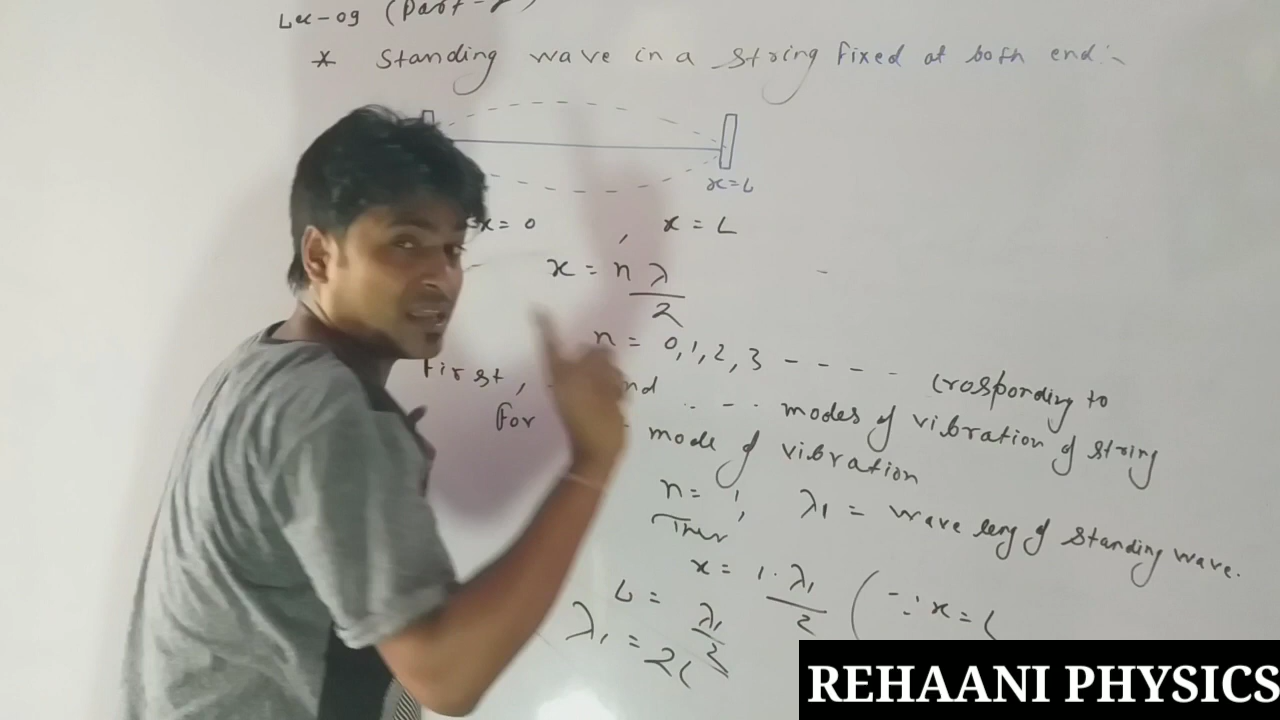 Lec-09 (Part-
* Standing wave in a string fixed at both end:-
x=L
x = 0 , x = L
x = nλ/2
n = 0,1,2,3 - - - -
First, nd .. -- modes of vibration of string
Crosponding to
For mode of vibration
n = 1, λ1 = wave leng of standing wave.
Then
x = 1·λ1/2 (∵ x = L
L = λ1/2
λ1 = 2L
REHAANI PHYSICS